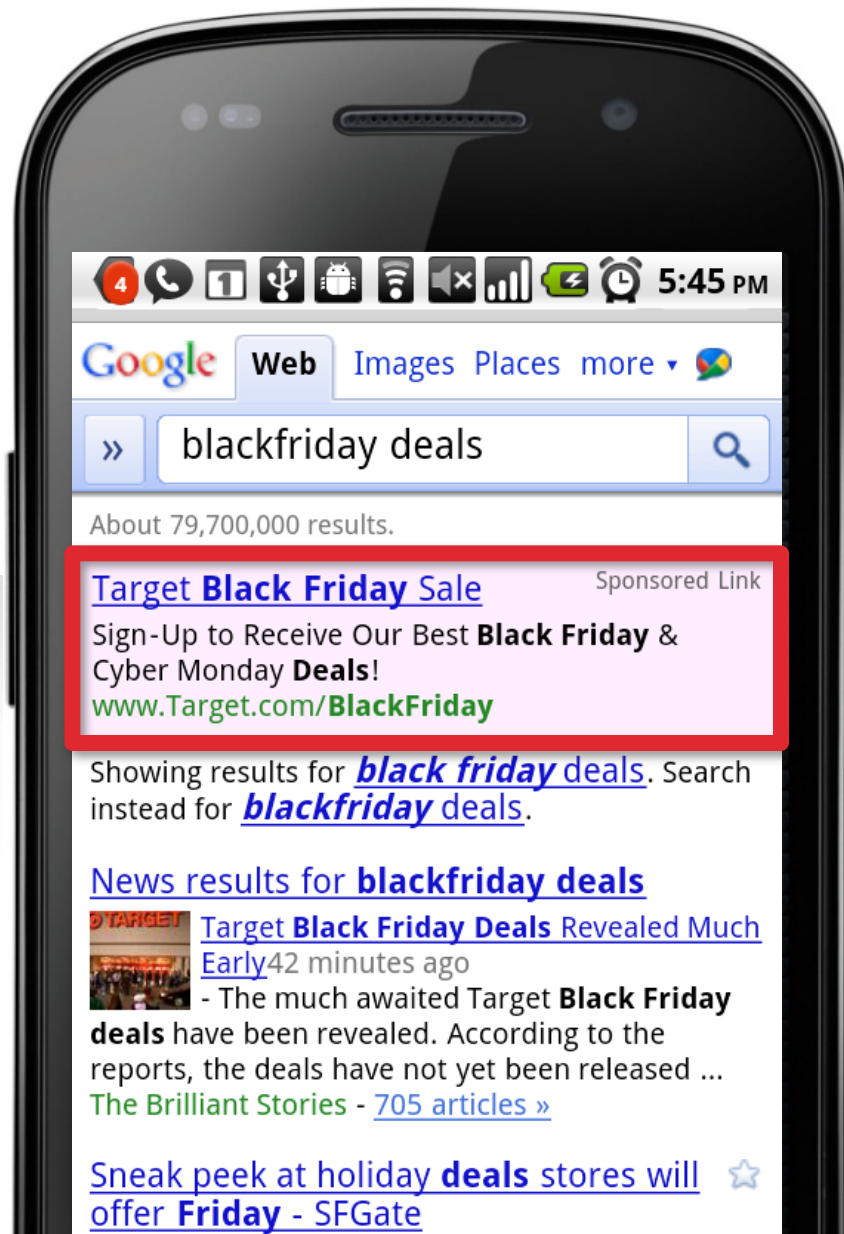 4 1 5:45 PM
Google Web Images Places more
» blackfriday deals
About 79,700,000 results.
Target Black Friday Sale Sponsored Link
Sign-Up to Receive Our Best Black Friday &
Cyber Monday Deals!
www.Target.com/BlackFriday
Showing results for black friday deals. Search
instead for blackfriday deals.
News results for blackfriday deals
TARGET
Target Black Friday Deals Revealed Much
Early42 minutes ago
- The much awaited Target Black Friday
deals have been revealed. According to the
reports, the deals have not yet been released ...
The Brilliant Stories - 705 articles »
Sneak peek at holiday deals stores will
offer Friday - SFGate